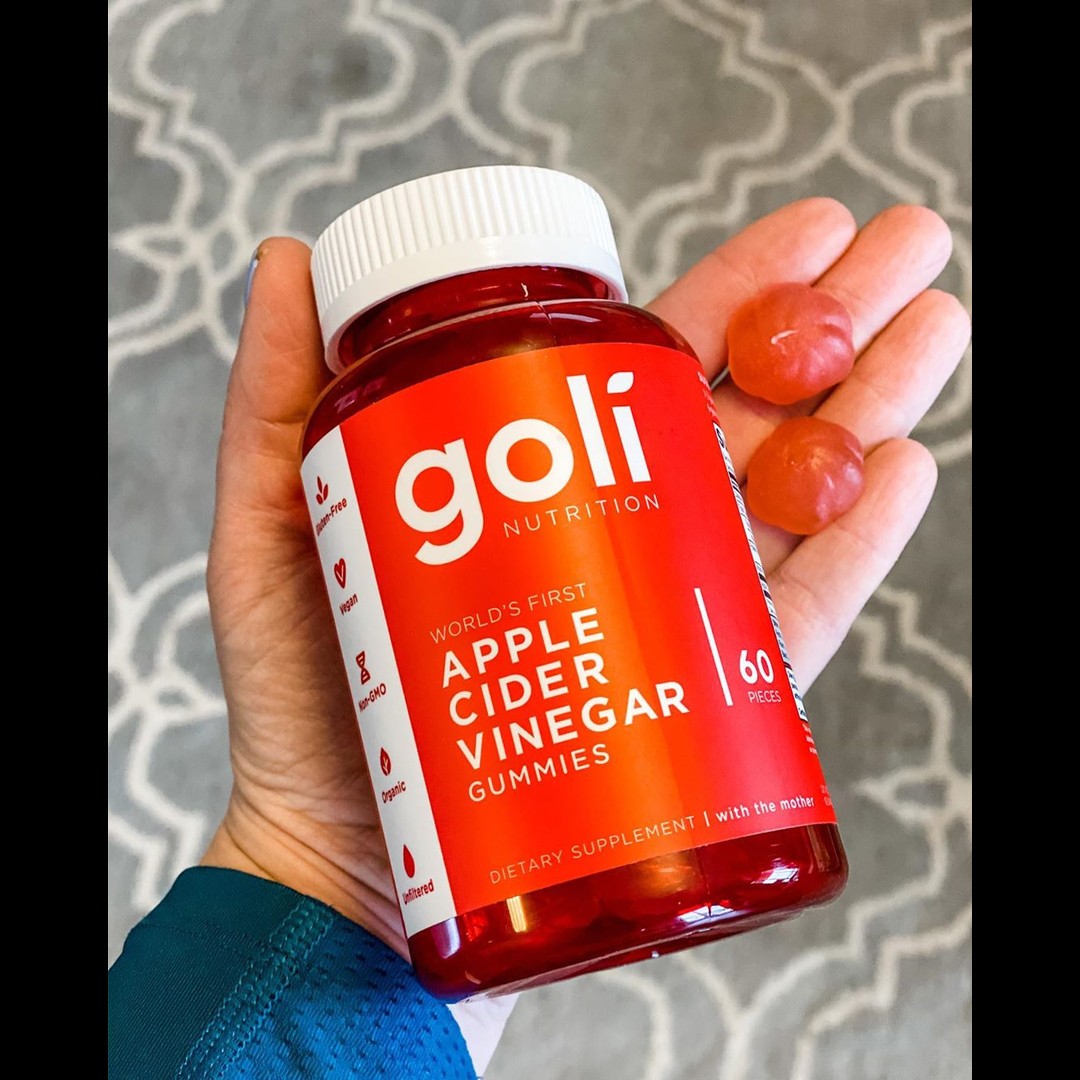 goli
NUTRITION
WORLD'S FIRST
APPLE
CIDER
VINEGAR
GUMMIES
60
PIECES
DIETARY SUPPLEMENT | with the mother
Gluten-Free
Vegan
Non-GMO
Organic
Unfiltered